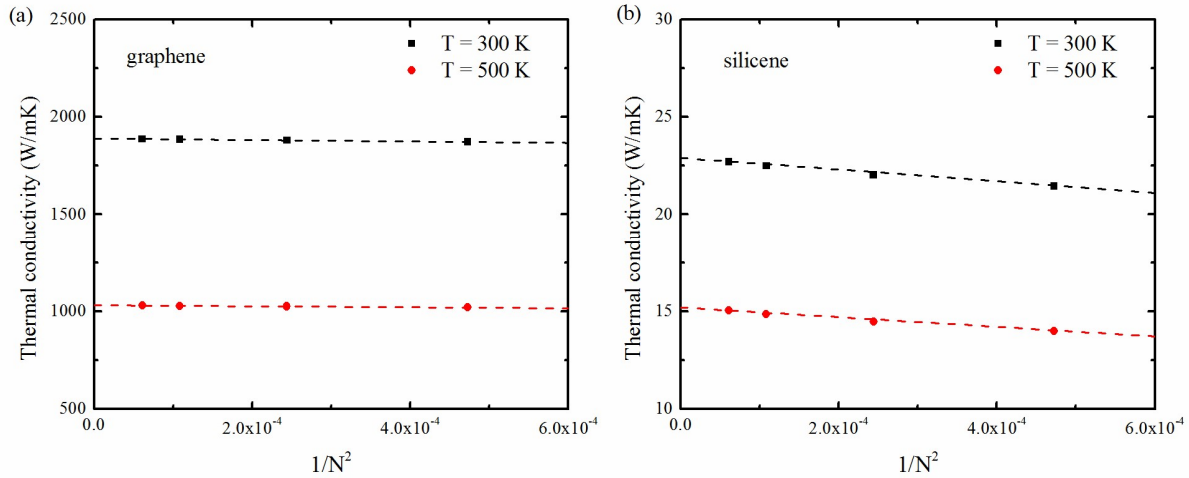 (a)
graphene
T = 300 K
T = 500 K
Thermal conductivity (W/mK)
2500
2000
1500
1000
500
0.0
2.0x10⁻⁴
4.0x10⁻⁴
6.0x10⁻⁴
1/N²
(b)
silicene
T = 300 K
T = 500 K
Thermal conductivity (W/mK)
30
25
20
15
10
0.0
2.0x10⁻⁴
4.0x10⁻⁴
6.0x10⁻⁴
1/N²